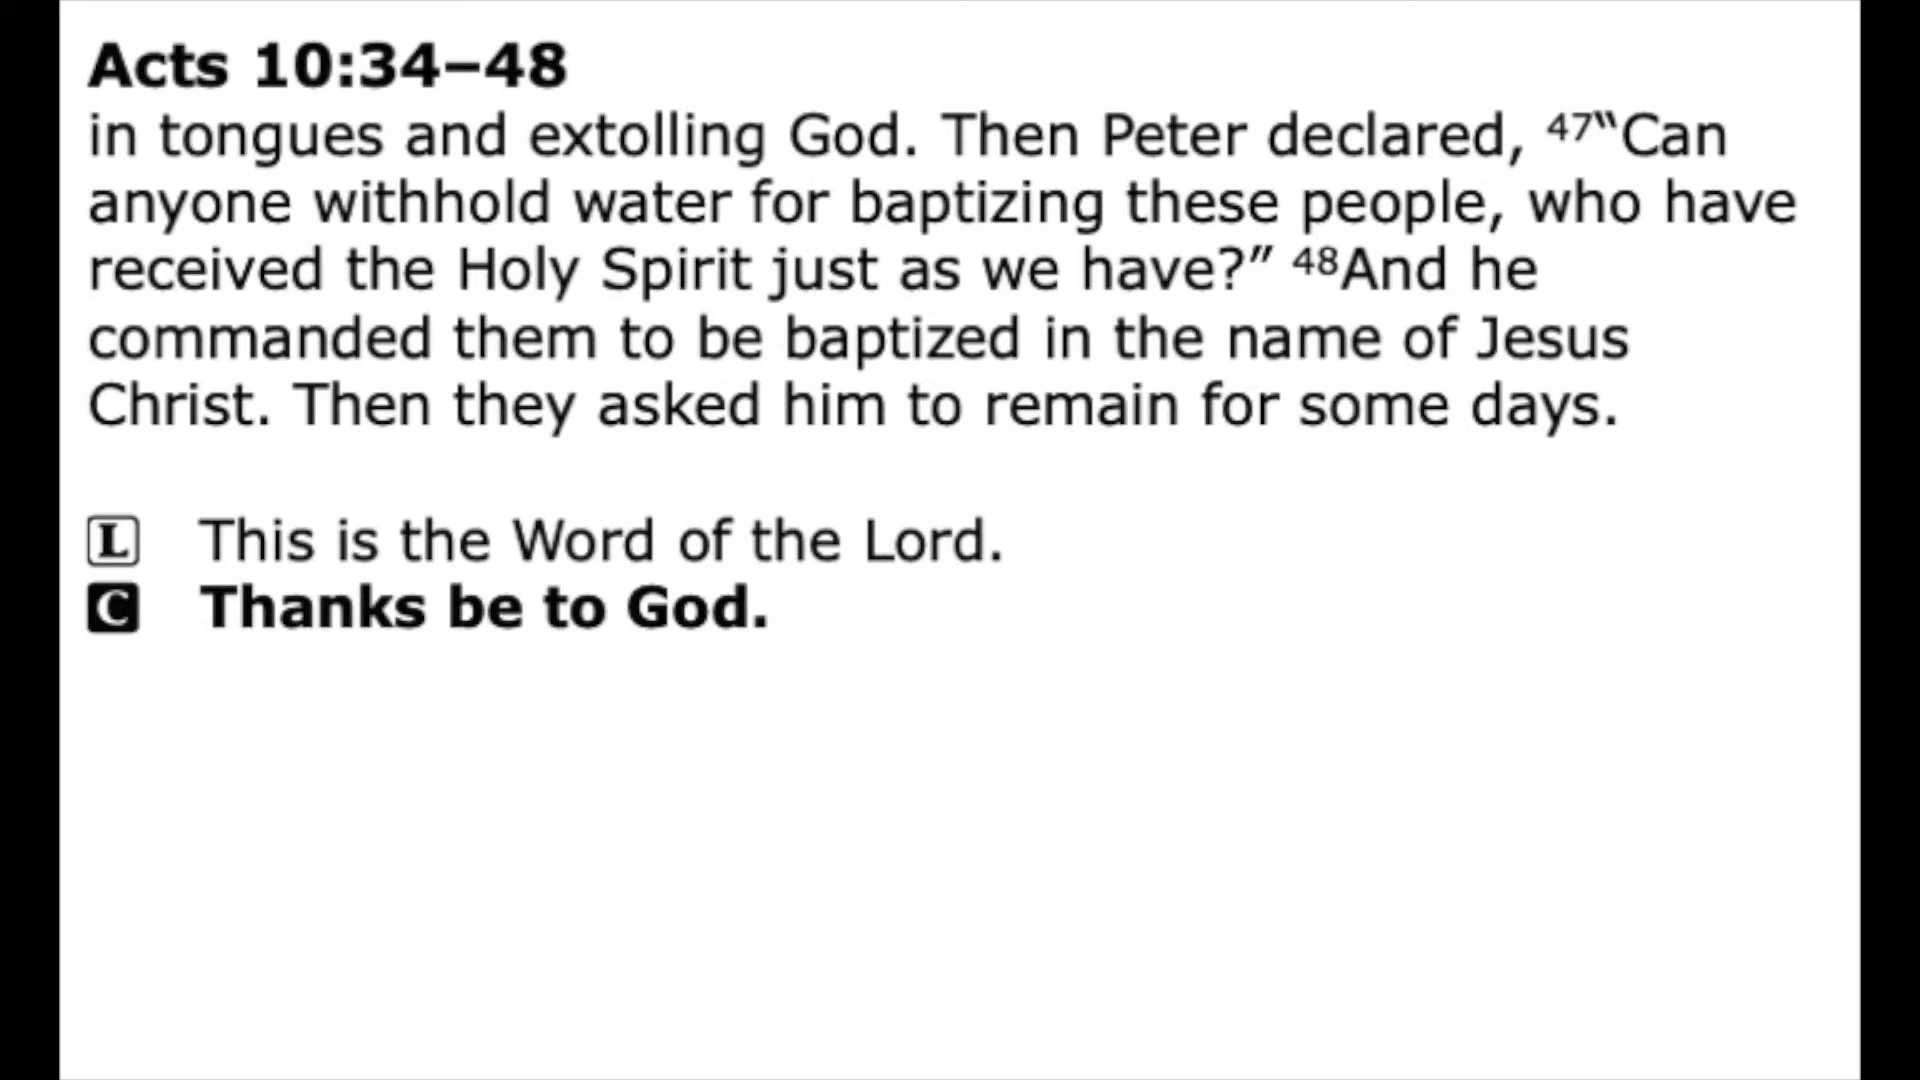 Acts 10:34–48
in tongues and extolling God. Then Peter declared, ⁴⁷“Can
anyone withhold water for baptizing these people, who have
received the Holy Spirit just as we have?” ⁴⁸And he
commanded them to be baptized in the name of Jesus
Christ. Then they asked him to remain for some days.
L This is the Word of the Lord.
C Thanks be to God.